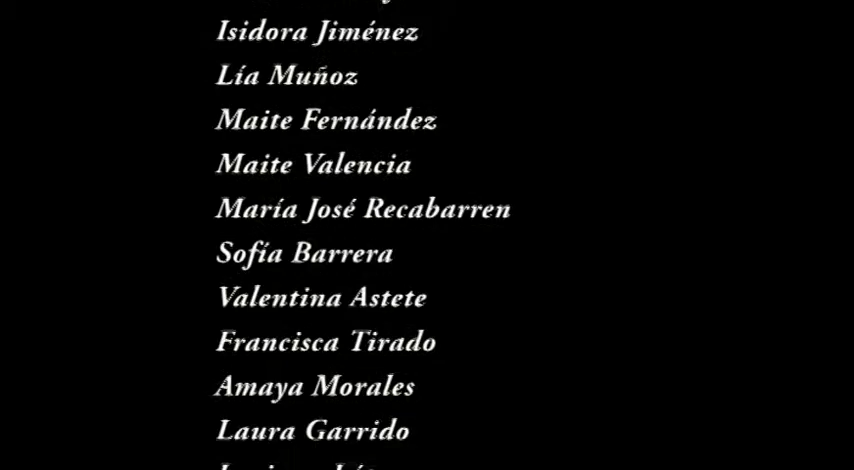 Isidora Jiménez
Lía Muñoz
Maite Fernández
Maite Valencia
María José Recabarren
Sofía Barrera
Valentina Astete
Francisca Tirado
Amaya Morales
Laura Garrido